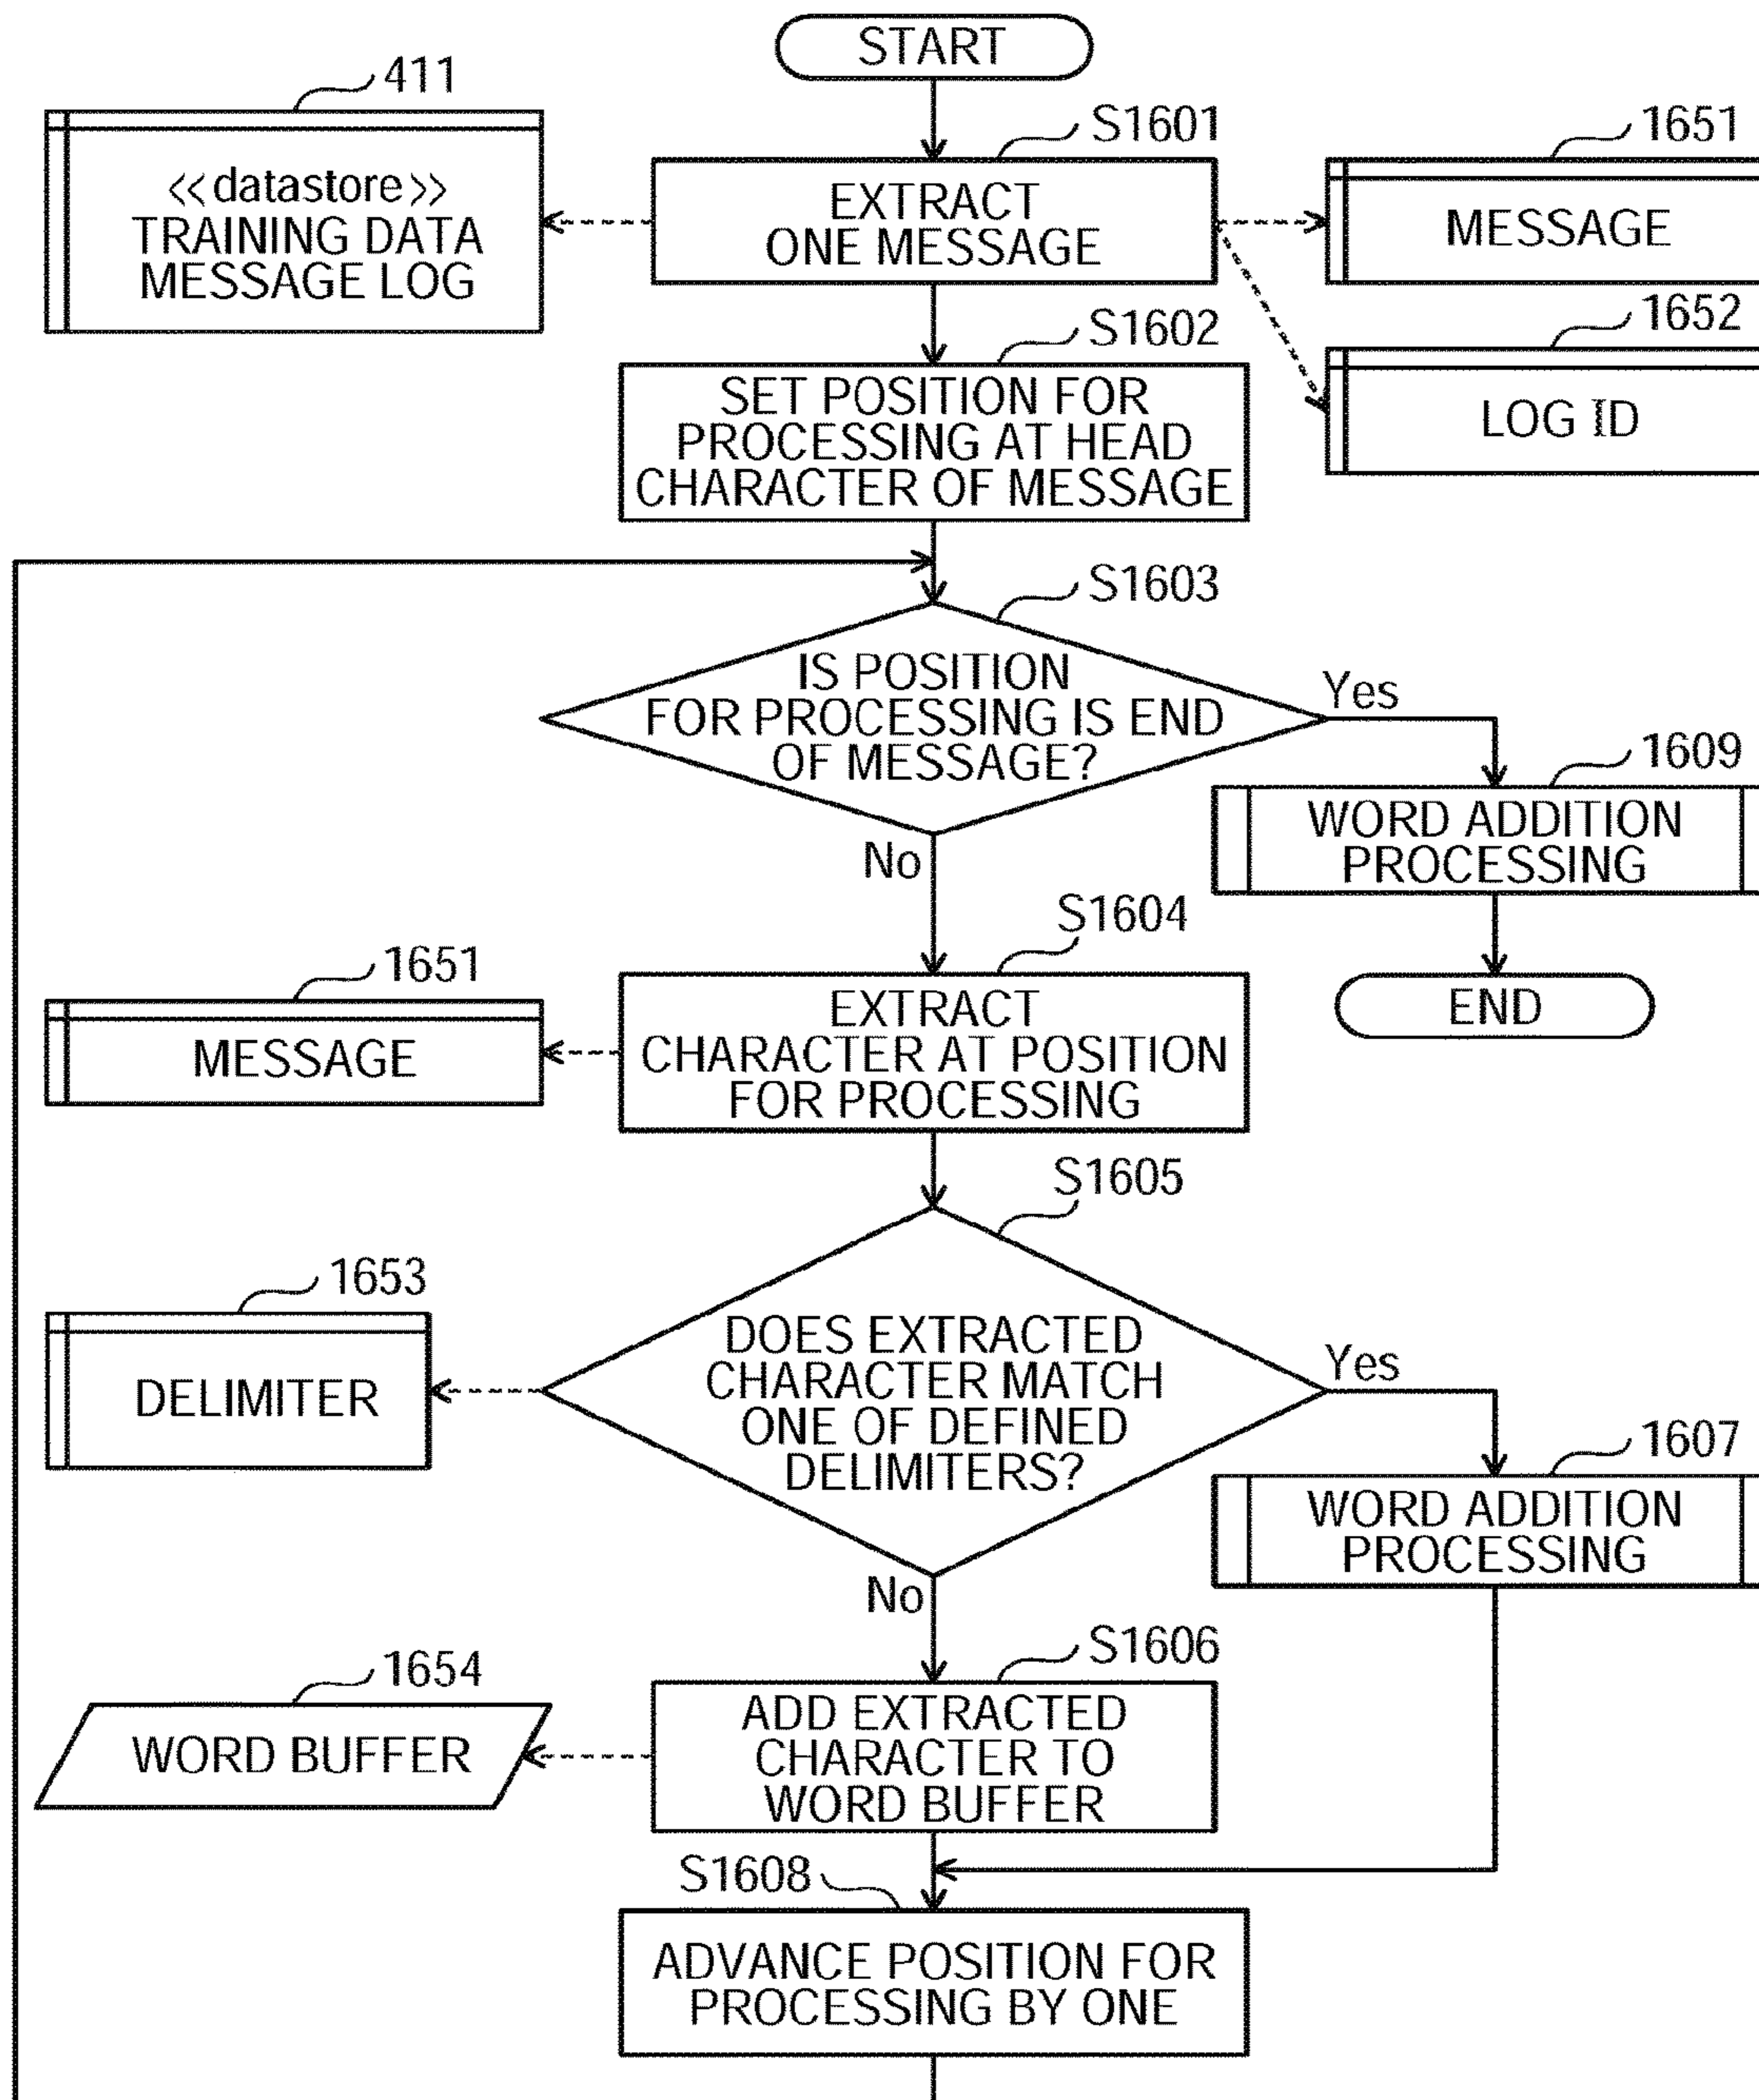 START
411
S1601
1651
<<datastore>>
TRAINING DATA
MESSAGE LOG
EXTRACT
ONE MESSAGE
MESSAGE
S1602
1652
SET POSITION FOR
PROCESSING AT HEAD
CHARACTER OF MESSAGE
LOG ID
S1603
IS POSITION
FOR PROCESSING IS END
OF MESSAGE?
Yes
1609
WORD ADDITION
PROCESSING
No
S1604
1651
EXTRACT
CHARACTER AT POSITION
FOR PROCESSING
END
MESSAGE
S1605
1653
DOES EXTRACTED
CHARACTER MATCH
ONE OF DEFINED
DELIMITERS?
Yes
DELIMITER
1607
WORD ADDITION
PROCESSING
No
S1606
1654
ADD EXTRACTED
CHARACTER TO
WORD BUFFER
WORD BUFFER
S1608
ADVANCE POSITION FOR
PROCESSING BY ONE